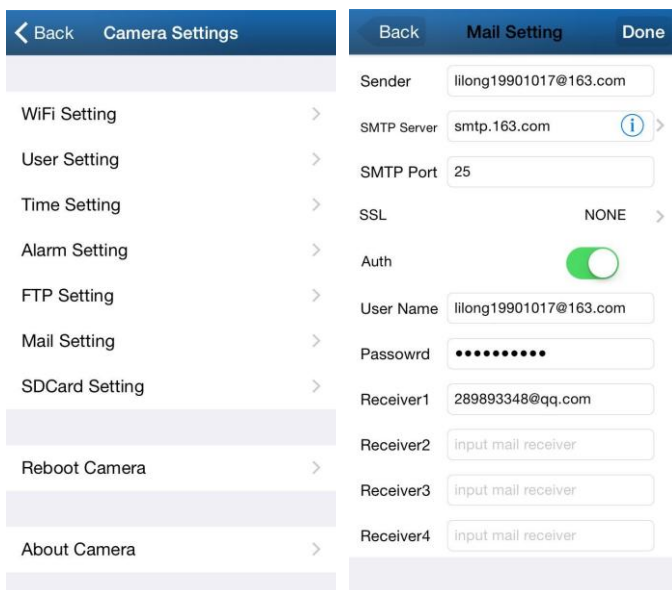 Back Camera Settings
WiFi Setting
User Setting
Time Setting
Alarm Setting
FTP Setting
Mail Setting
SDCard Setting
Reboot Camera
About Camera
Back Mail Setting Done
Sender lilong19901017@163.com
SMTP Server smtp.163.com i
SMTP Port 25
SSL NONE
Auth
User Name lilong19901017@163.com
Passowrd ••••••••••
Receiver1 289893348@qq.com
Receiver2 input mail receiver
Receiver3 input mail receiver
Receiver4 input mail receiver